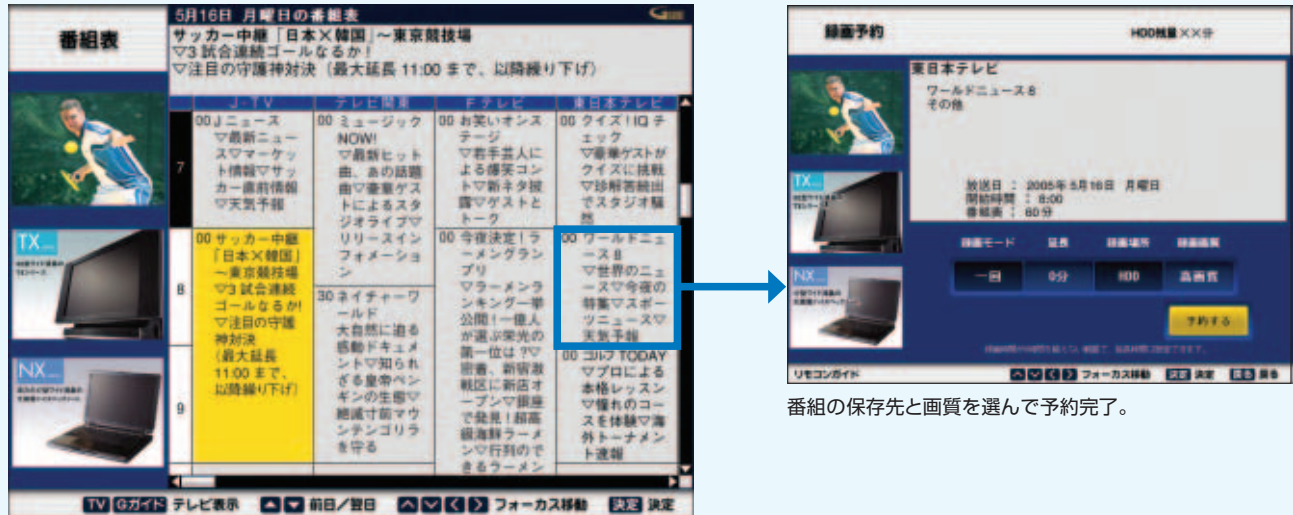 番組表
5月16日 月曜日の番組表
サッカー中継「日本×韓国」~東京競技場
▽3試合連続ゴールなるか!
▽注目の守護神対決(最大延長 11:00 まで、以降繰り下げ)
J-TV
テレビ関東
Fテレビ
東日本テレビ
7
00 Jニュース
▽最新ニュー
ス▽マーケッ
ト情報▽サッ
カー直前情報
▽天気予報
00 ミュージック
NOW!
▽最新ヒット
曲、あの話題
曲▽豪華ゲス
トによるスタ
ジオライブ▽
リリースイン
フォメーショ
ン
00 お笑いオンス
テージ
▽若手芸人に
よる爆笑コン
ト▽新ネタ披
露▽ゲストと
トーク
00 クイズ!IQ チ
ェック
▽豪華ゲストが
クイズに挑戦
▽珍解答続出
でスタジオ騒
然
8
00 サッカー中継
「日本×韓国」
~東京競技場
▽3試合連続
ゴールなるか!
▽注目の守護
神対決
(最大延長
11:00 まで、
以降繰り下げ)
30 ネイチャーワ
ールド
大自然に迫る
感動ドキュメ
ント▽知られ
ざる皇帝ペン
ギンの生態▽
絶滅寸前マウ
ンテンゴリラ
を守る
00 今夜決定!ラ
ーメングラン
プリ
▽ラーメンラ
ンキング一挙
公開!一億人
が選ぶ栄光の
第一位は?▽
密着、新宿激
戦区に新店オ
ープン▽銀座
で発見!超高
級海鮮ラーメ
ン▽行列ので
きるラーメン
00 ワールドニュ
ース8
▽世界のニュ
ース▽今夜の
特集▽スポー
ツニュース▽
天気予報
9
00 ゴルフ TODAY
▽プロによる
本格レッスン
▽憧れのコー
スを体験▽海
外トーナメン
ト速報
TX
NX
TV Gガイド テレビ表示 ▲▼ 前日/翌日 フォーカス移動 決定 決定
録画予約
HDD残量××分
東日本テレビ
ワールドニュース8
その他
放送日 : 2005年 5月16日 月曜日
開始時間 : 8:00
番組長 : 60分
録画モード 延長 録画場所 録画画質
一回 0分 HDD 高画質
予約する
TX
NX
リモコンガイド フォーカス移動 決定 決定 戻る 戻る
番組の保存先と画質を選んで予約完了。